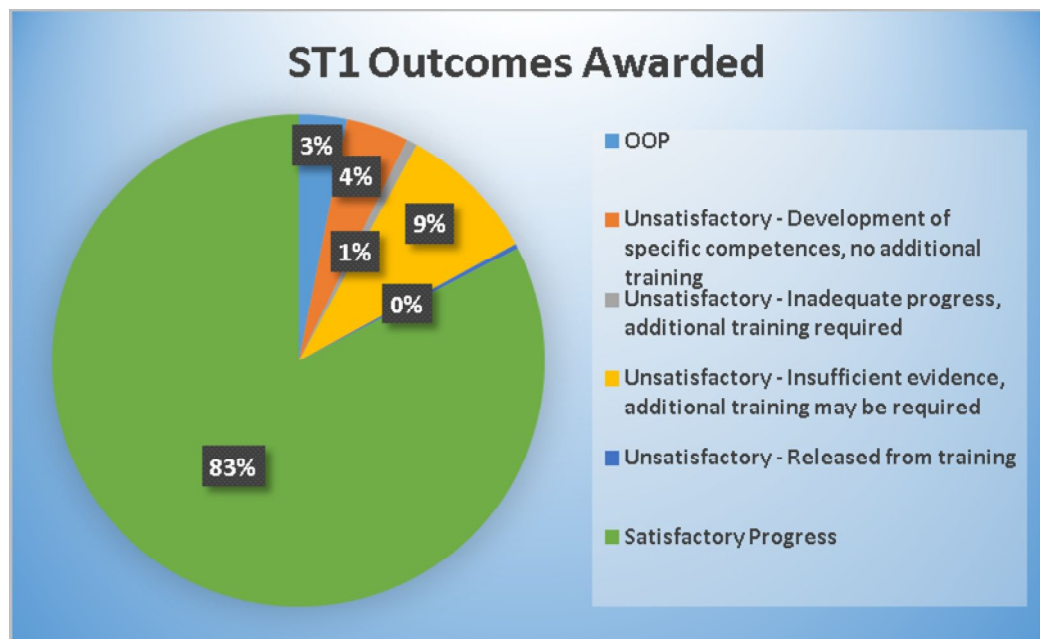 ST1 Outcomes Awarded
3%
4%
1%
9%
0%
83%
OOP
Unsatisfactory - Development of
specific competences, no additional
training
Unsatisfactory - Inadequate progress,
additional training required
Unsatisfactory - Insufficient evidence,
additional training may be required
Unsatisfactory - Released from training
Satisfactory Progress